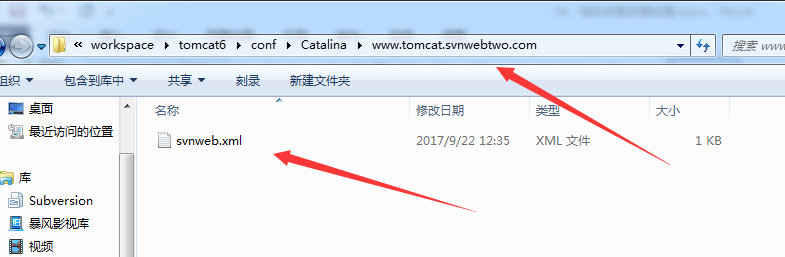 « workspace ▸ tomcat6 ▸ conf ▸ Catalina ▸ www.tomcat.svnwebtwo.com
搜索 www
组织 包含到库中 共享 刻录 新建文件夹
桌面
最近访问的位置
库
Subversion
暴风影视库
视频
名称 修改日期 类型 大小
svnweb.xml 2017/9/22 12:35 XML 文件 1 KB